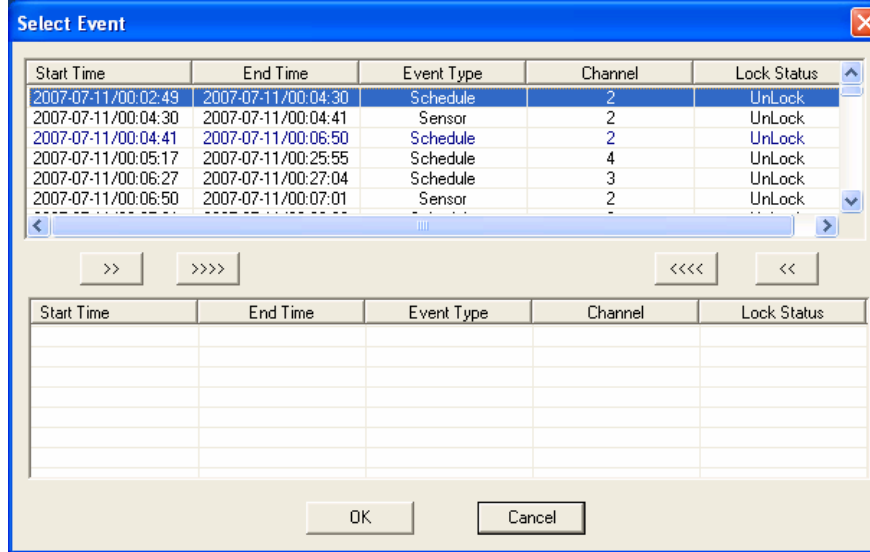 Select Event
Start Time End Time Event Type Channel Lock Status
2007-07-11/00:02:49 2007-07-11/00:04:30 Schedule 2 UnLock
2007-07-11/00:04:30 2007-07-11/00:04:41 Sensor 2 UnLock
2007-07-11/00:04:41 2007-07-11/00:06:50 Schedule 2 UnLock
2007-07-11/00:05:17 2007-07-11/00:25:55 Schedule 4 UnLock
2007-07-11/00:06:27 2007-07-11/00:27:04 Schedule 3 UnLock
2007-07-11/00:06:50 2007-07-11/00:07:01 Sensor 2 UnLock
>> >>>> <<<< <<
Start Time End Time Event Type Channel Lock Status
OK Cancel